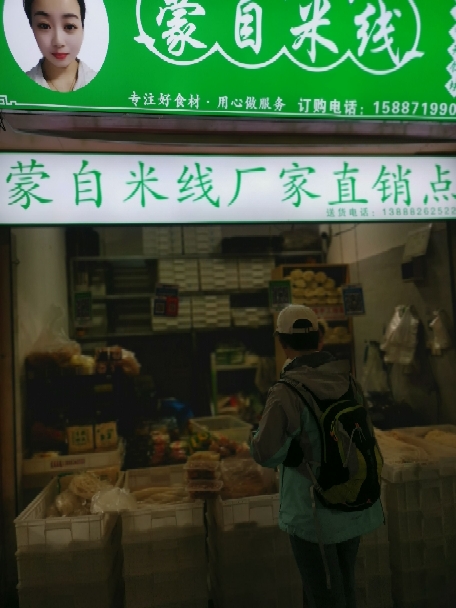 蒙自米线
专注好食材·用心做服务 订购电话：158871990
蒙自米线厂家直销点
送货电话：13888262522